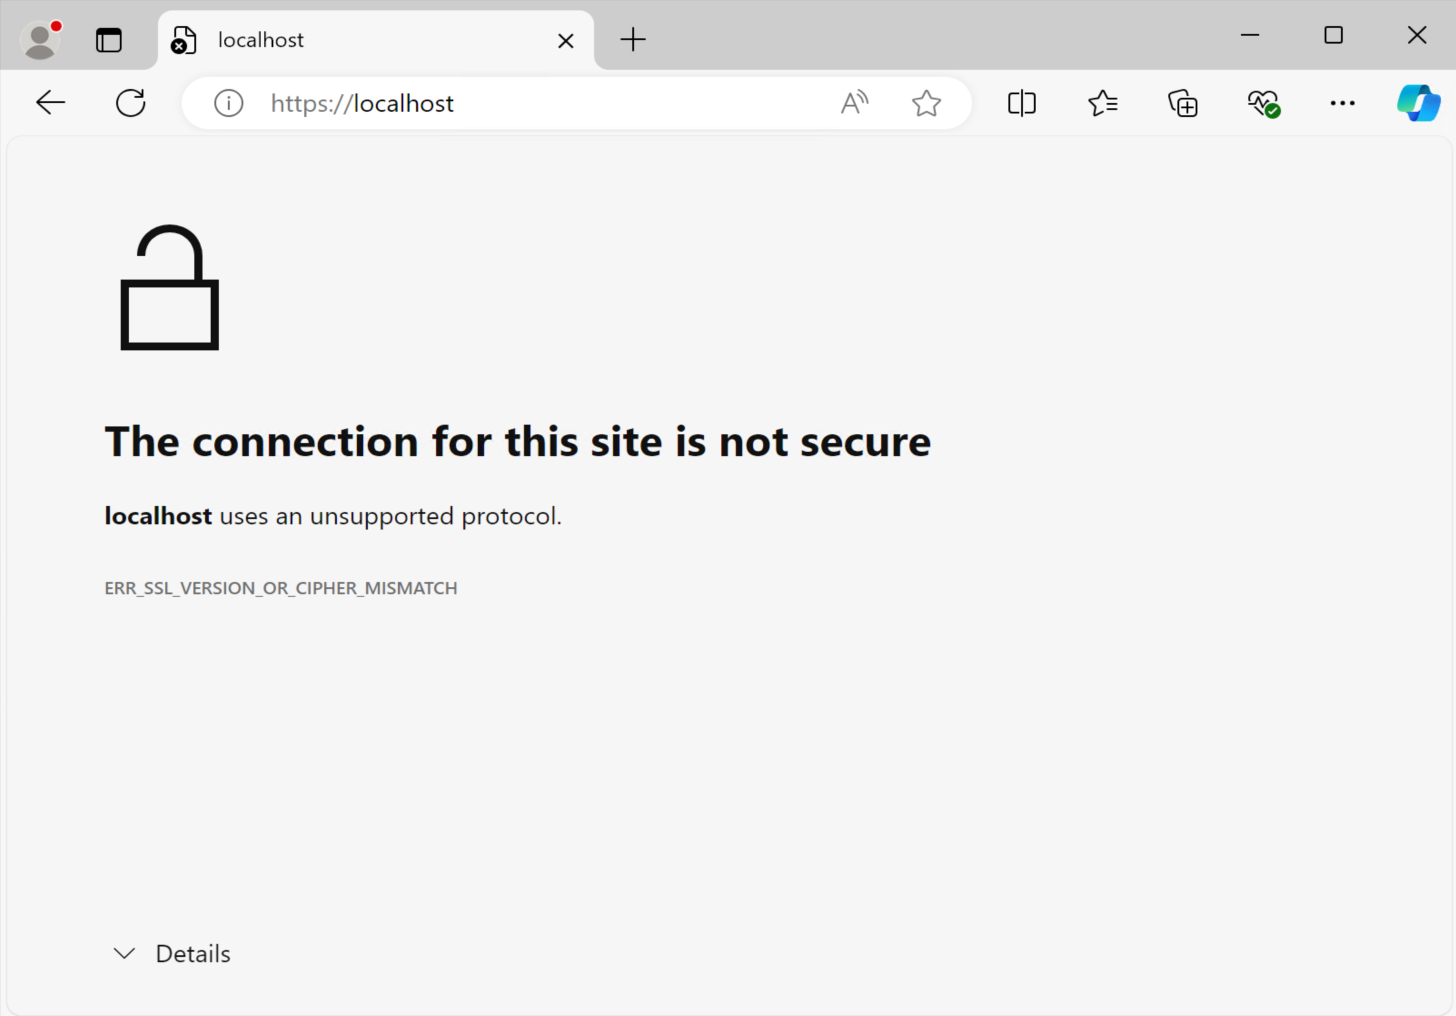 localhost
https://localhost
The connection for this site is not secure
localhost uses an unsupported protocol.
ERR_SSL_VERSION_OR_CIPHER_MISMATCH
Details